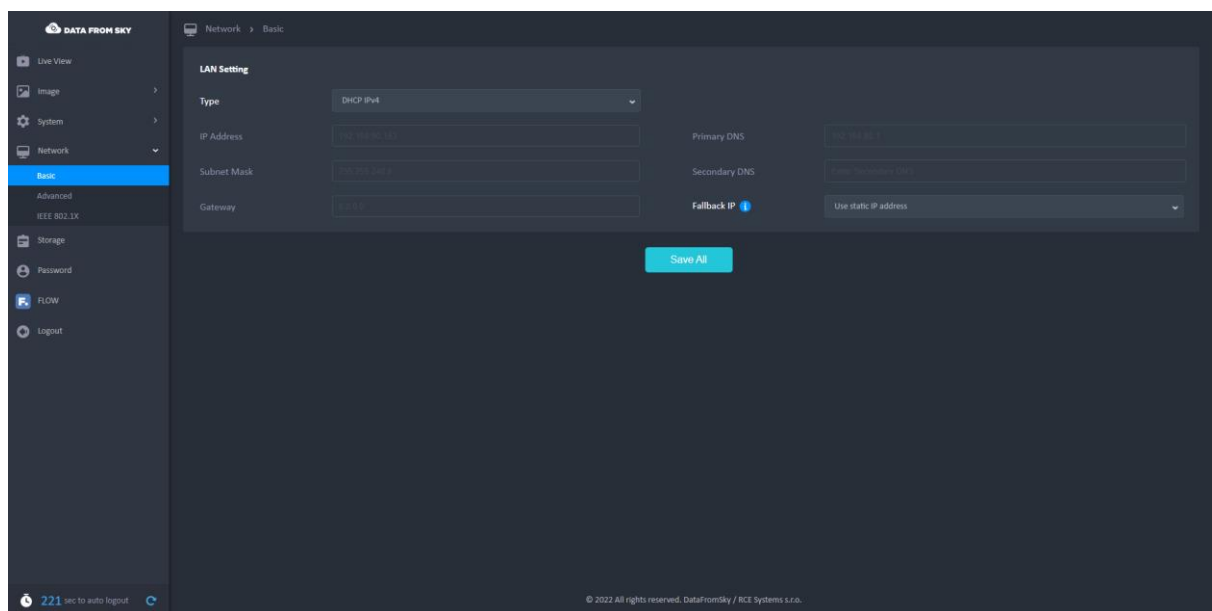 DATA FROM SKY
Network > Basic
Live View
Image
System
Network
Basic
Advanced
IEEE 802.1X
Storage
Password
FLOW
Logout
LAN Setting
Type
DHCP IPv4
IP Address
Primary DNS
Subnet Mask
Secondary DNS
Gateway
Fallback IP
Use static IP address
Save All
221 sec to auto logout
© 2022 All rights reserved. DataFromSky / RCE Systems s.r.o.